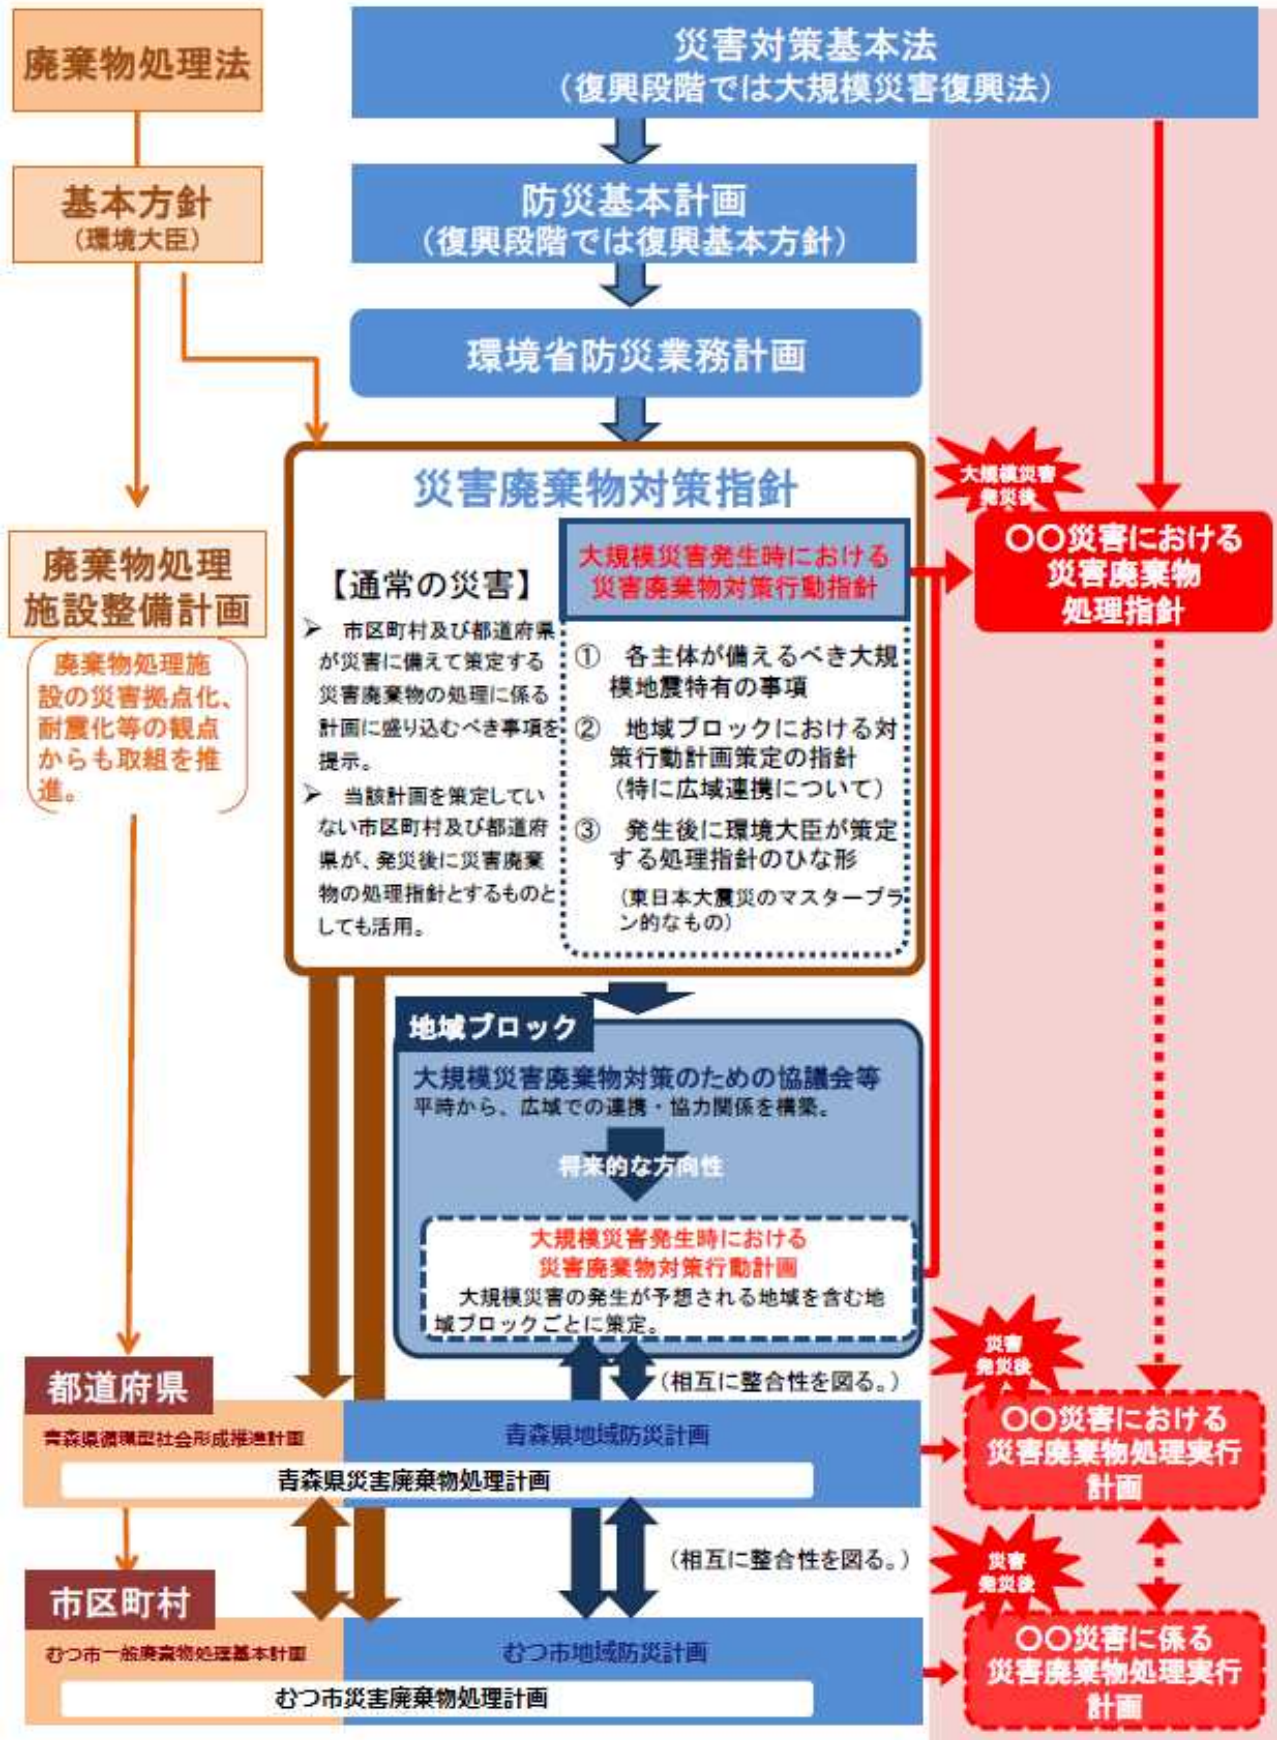 廃棄物処理法
災害対策基本法
（復興段階では大規模災害復興法）
基本方針
（環境大臣）
防災基本計画
（復興段階では復興基本方針）
環境省防災業務計画
災害廃棄物対策指針
大規模災害
発災後
〇〇災害における
災害廃棄物
処理指針
廃棄物処理
施設整備計画
廃棄物処理施
設の災害拠点化、
耐震化等の観点
からも取組を推
進。
【通常の災害】
➢ 市区町村及び都道府県
が災害に備えて策定する
災害廃棄物の処理に係る
計画に盛り込むべき事項を
提示。
➢ 当該計画を策定してい
ない市区町村及び都道府
県が、発災後に災害廃棄
物の処理指針とするものと
しても活用。
大規模災害発生時における
災害廃棄物対策行動指針
① 各主体が備えるべき大規
模地震特有の事項
② 地域ブロックにおける対
策行動計画策定の指針
（特に広域連携について）
③ 発生後に環境大臣が策定
する処理指針のひな形
（東日本大震災のマスタープラ
ン的なもの）
地域ブロック
大規模災害廃棄物対策のための協議会等
平時から、広域での連携・協力関係を構築。
将来的な方向性
大規模災害発生時における
災害廃棄物対策行動計画
大規模災害の発生が予想される地域を含む地
域ブロックごとに策定。
（相互に整合性を図る。）
災害
発災後
都道府県
青森県循環型社会形成推進計画
青森県地域防災計画
青森県災害廃棄物処理計画
〇〇災害における
災害廃棄物処理実行
計画
（相互に整合性を図る。）
災害
発災後
市区町村
むつ市一般廃棄物処理基本計画
むつ市地域防災計画
むつ市災害廃棄物処理計画
〇〇災害に係る
災害廃棄物処理実行
計画